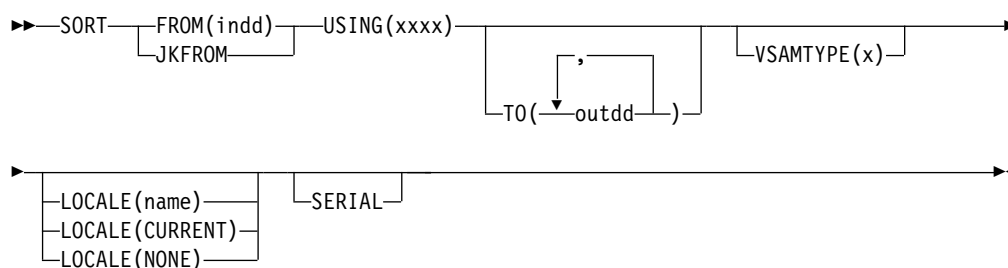 SORT FROM(indd) USING(xxxx)
JKFROM
,
TO( outdd )
VSAMTYPE(x)
LOCALE(name)
LOCALE(CURRENT)
LOCALE(NONE)
SERIAL